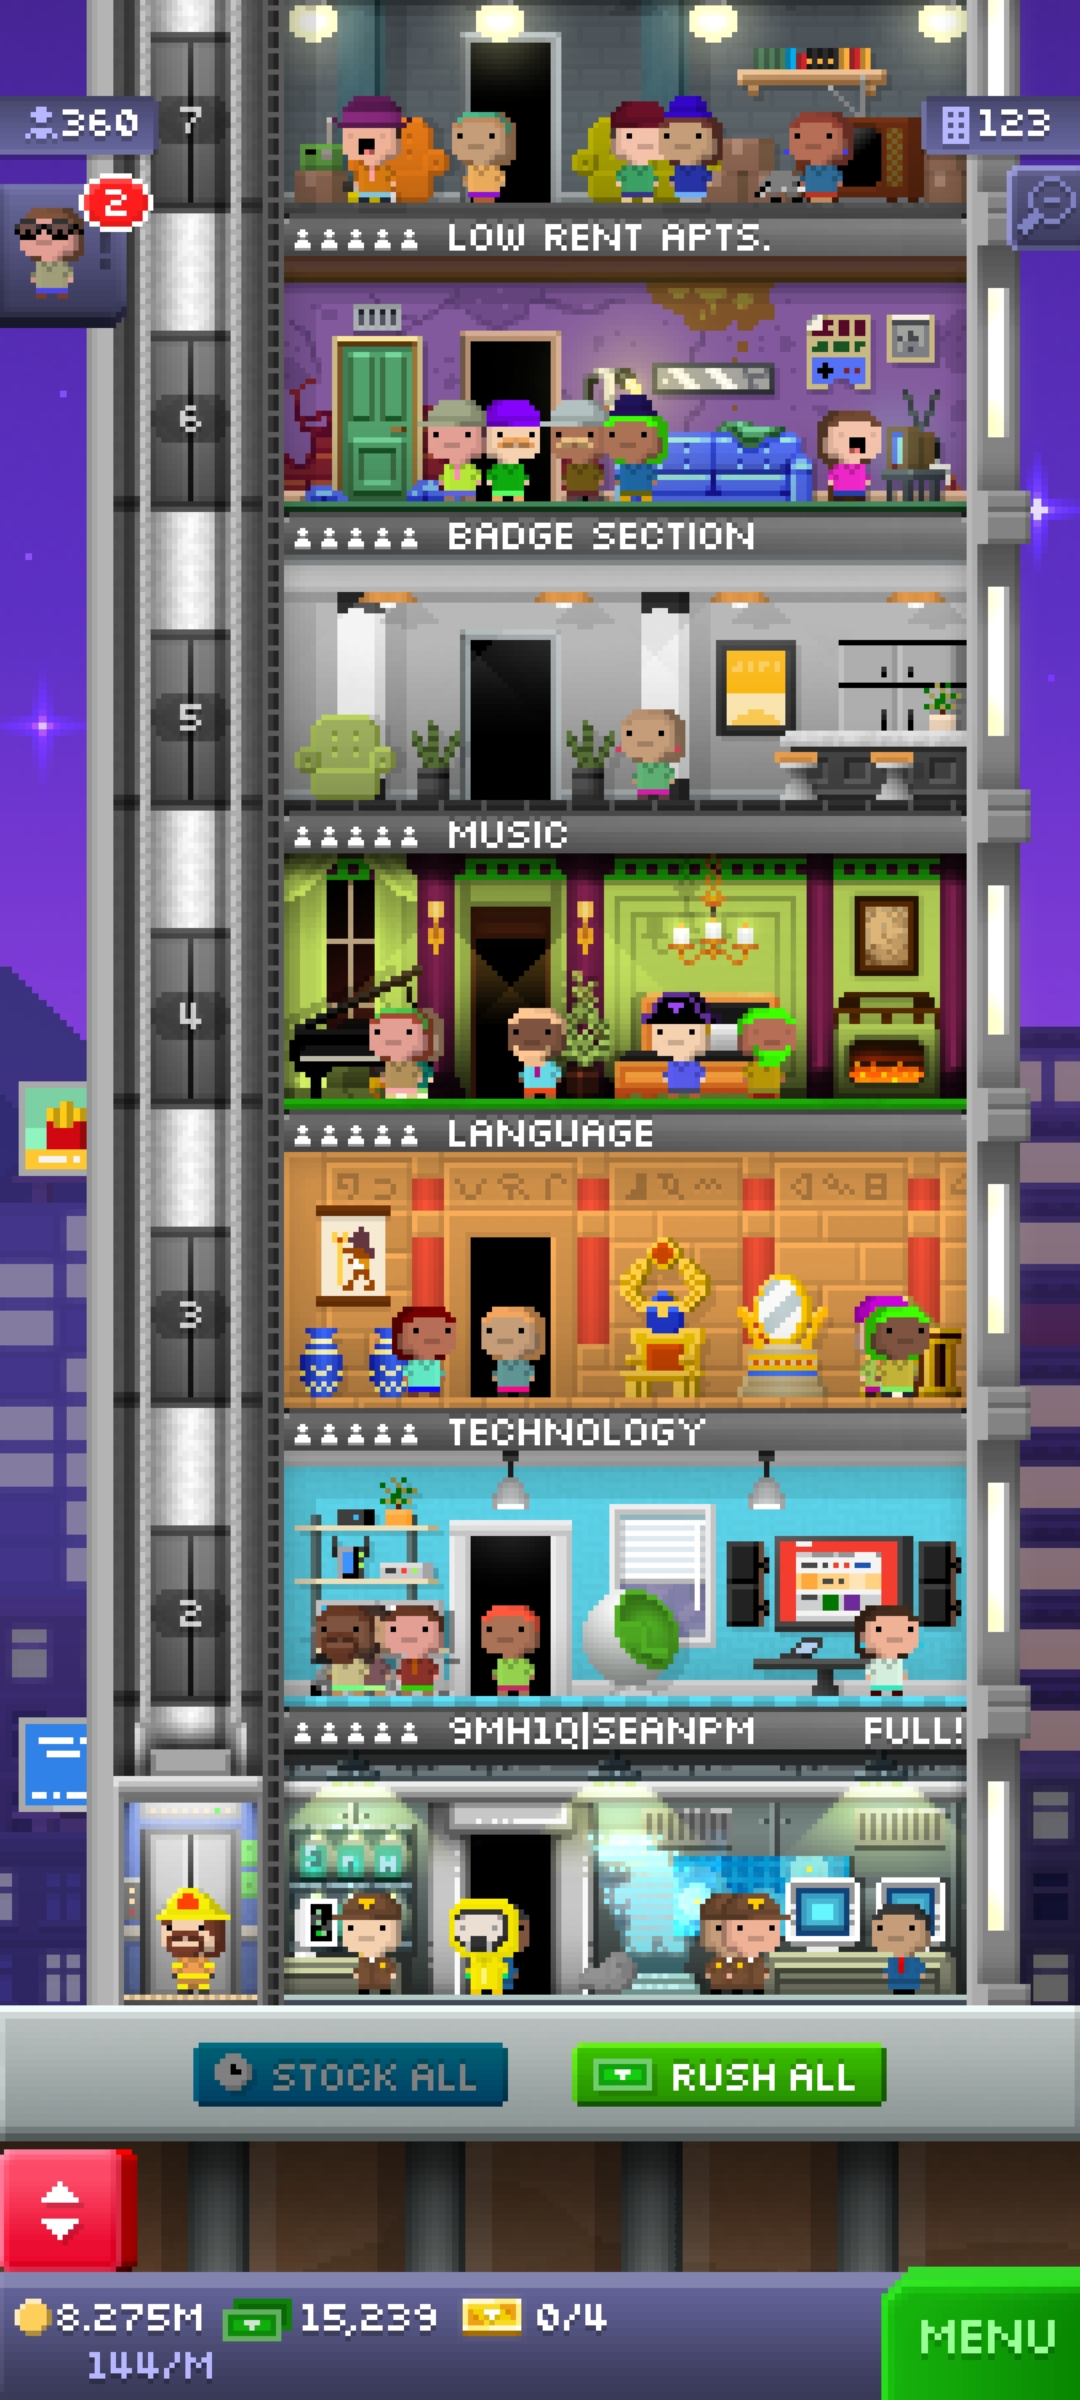 360
7
123
2
LOW RENT APTS.
6
BADGE SECTION
5
MUSIC
4
LANGUAGE
3
TECHNOLOGY
2
9MH1Q|SEANPM FULL!
STOCK ALL
RUSH ALL
8.275M 15,239 0/4
144/M
MENU